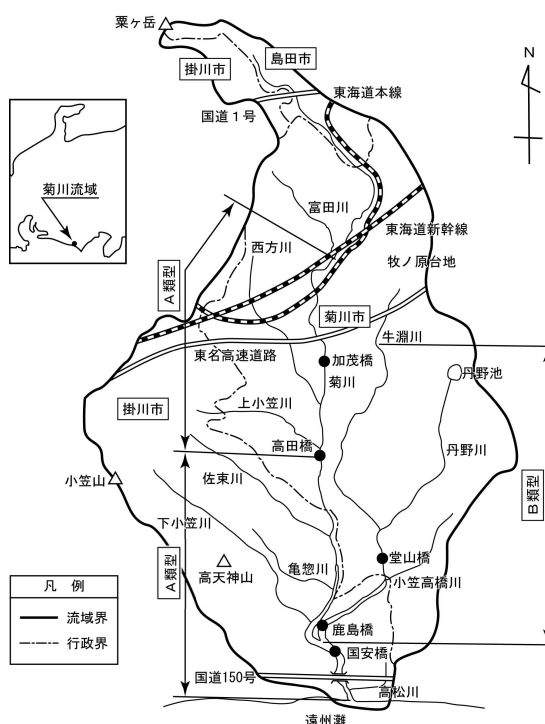 粟ヶ岳
島田市
掛川市
東海道本線
国道1号
N
菊川流域
富田川
東海道新幹線
西方川
牧ノ原台地
A類型
菊川市
牛淵川
東名高速道路
加茂橋
丹野池
菊川
掛川市
上小笠川
高田橋
丹野川
小笠山
佐束川
B類型
下小笠川
A類型
堂山橋
亀惣川
高天神山
小笠高橋川
凡 例
流域界
行政界
鹿島橋
国安橋
国道150号
高松川
遠州灘